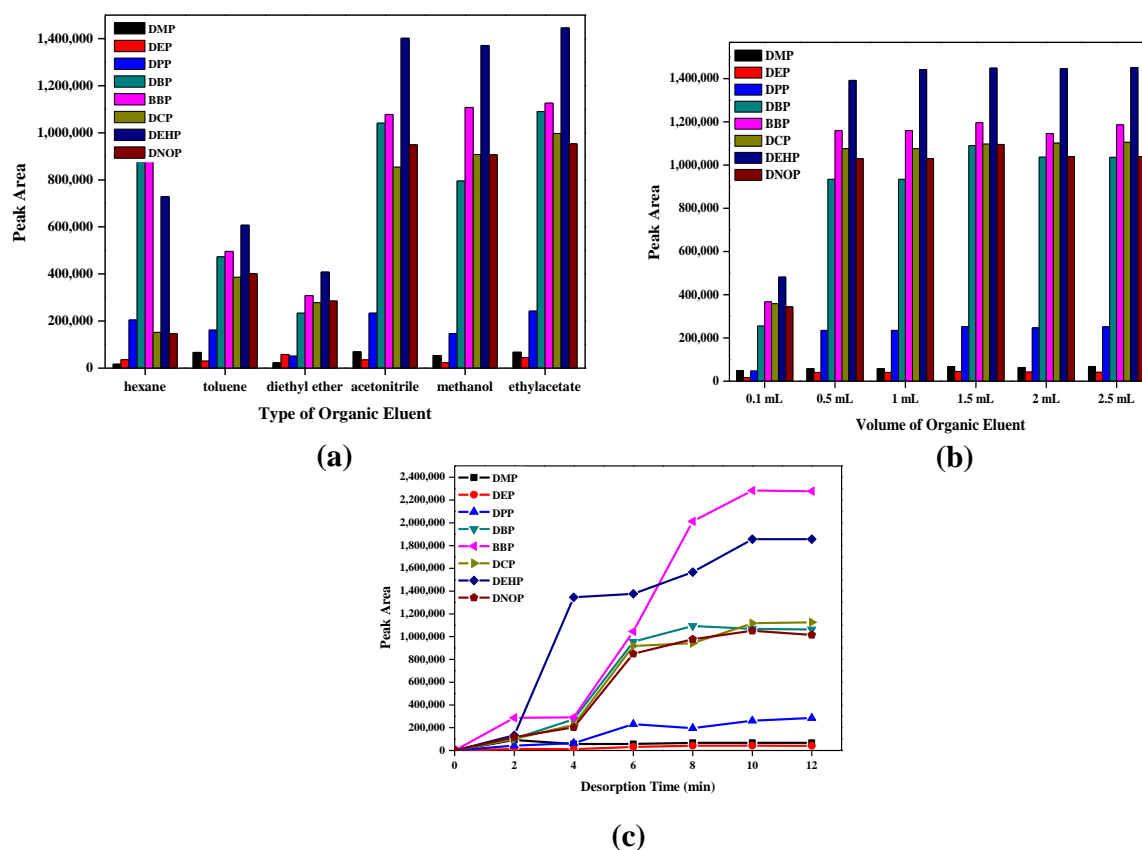 1,400,000
1,200,000
1,000,000
800,000
600,000
400,000
200,000
0
Peak Area
DMP
DEP
DPP
DBP
BBP
DCP
DEHP
DNOP
hexane toluene diethyl ether acetonitrile methanol ethylacetate
Type of Organic Eluent
(a)
1,400,000
1,200,000
1,000,000
800,000
600,000
400,000
200,000
0
Peak Area
DMP
DEP
DPP
DBP
BBP
DCP
DEHP
DNOP
0.1 mL 0.5 mL 1 mL 1.5 mL 2 mL 2.5 mL
Volume of Organic Eluent
(b)
2,400,000
2,200,000
2,000,000
1,800,000
1,600,000
1,400,000
1,200,000
1,000,000
800,000
600,000
400,000
200,000
0
Peak Area
DMP
DEP
DPP
DBP
BBP
DCP
DEHP
DNOP
0 2 4 6 8 10 12
Desorption Time (min)
(c)